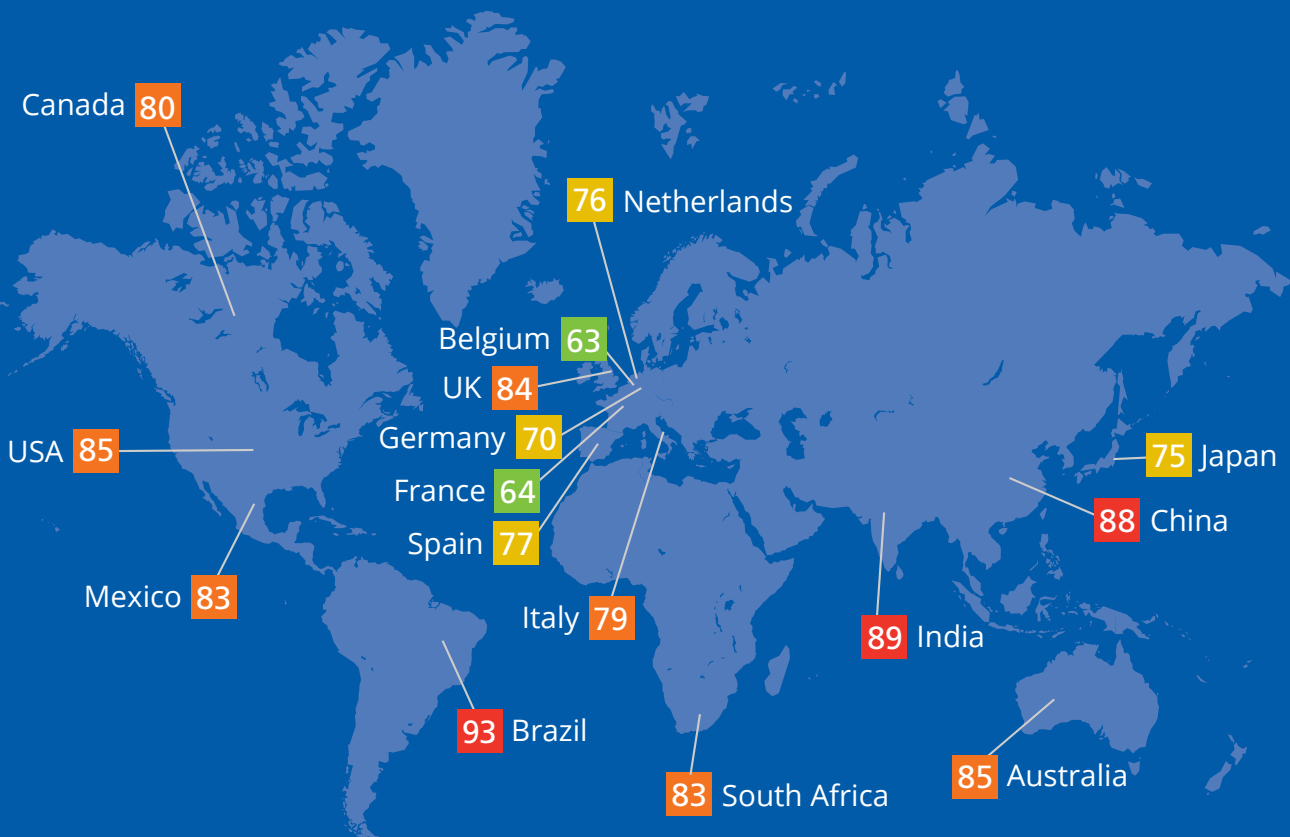 Canada 80
76 Netherlands
Belgium 63
UK 84
Germany 70
USA 85
75 Japan
France 64
88 China
Spain 77
Mexico 83
Italy 79
89 India
93 Brazil
85 Australia
83 South Africa